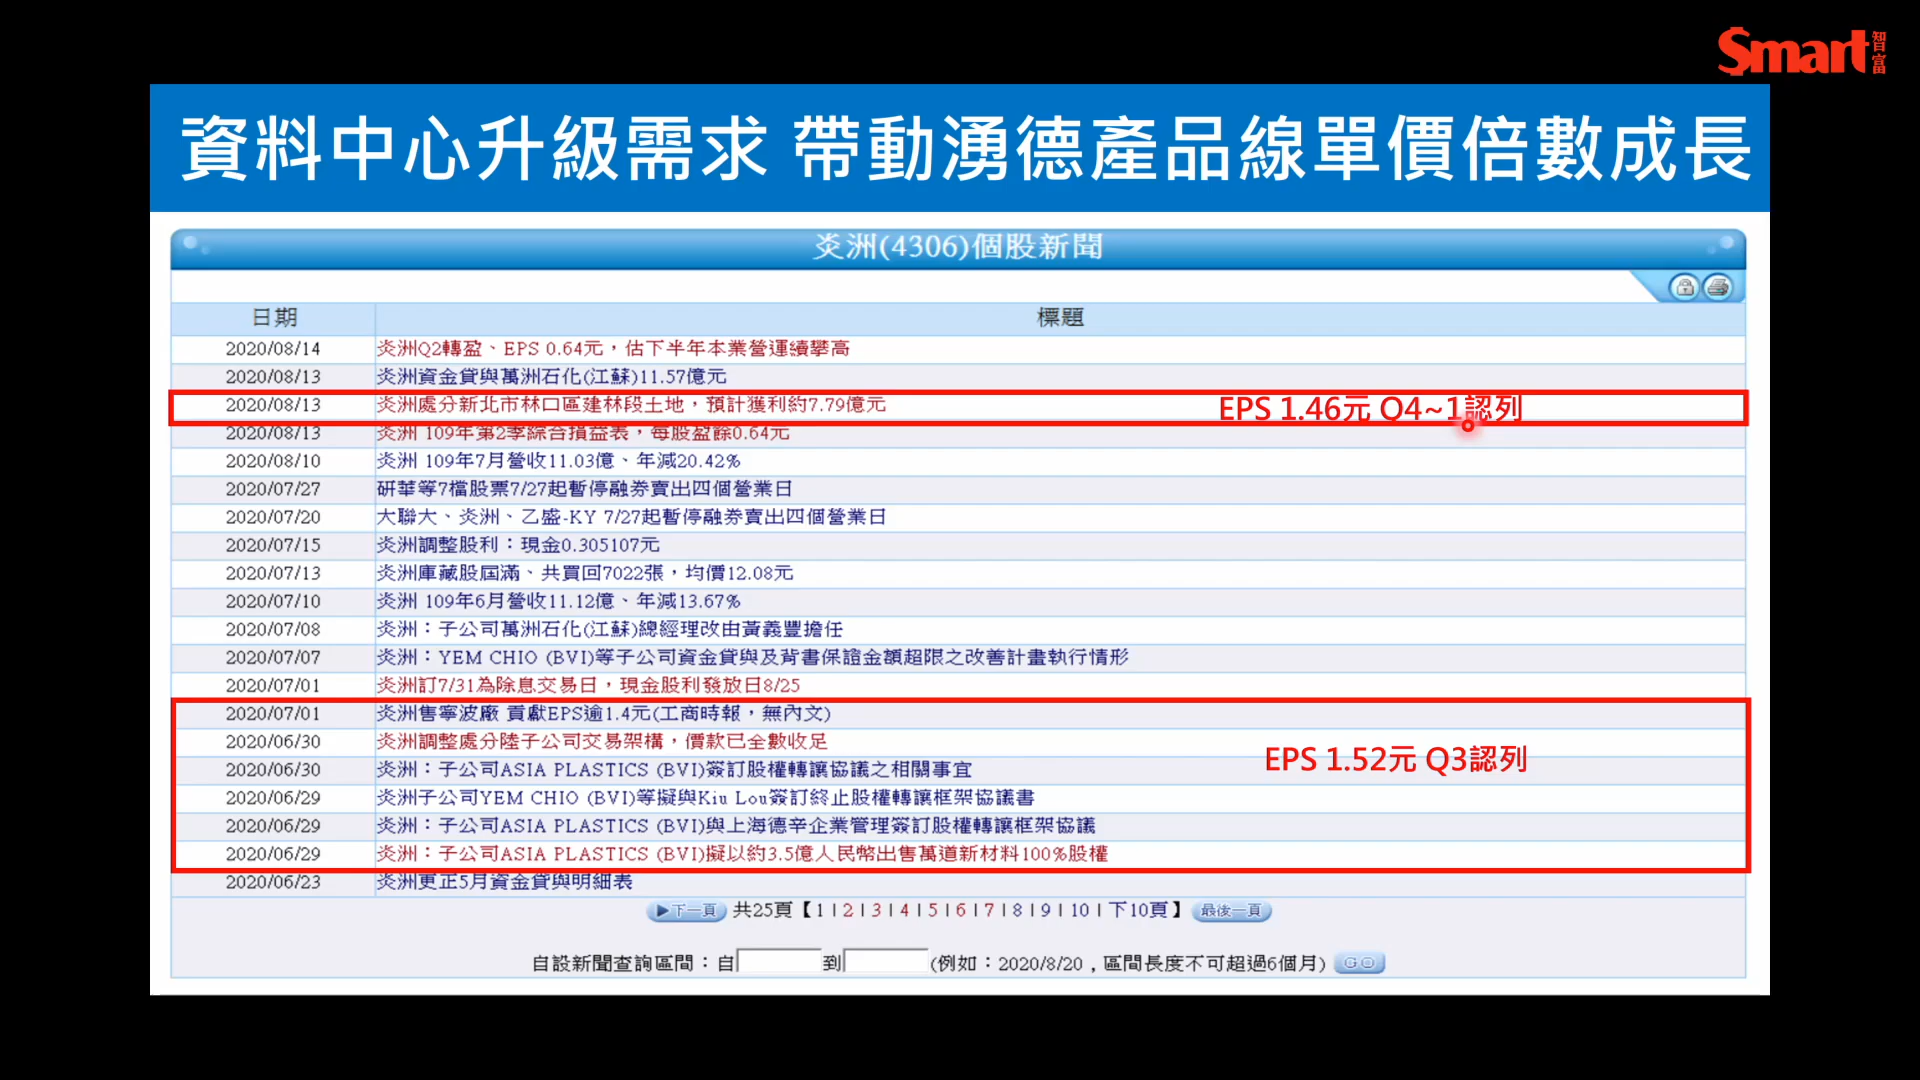 Smart智富
資料中心升級需求 帶動湧德產品線單價倍數成長
炎洲(4306)個股新聞
日期 標題
2020/08/14 炎洲Q2轉盈、EPS 0.64元，估下半年本業營運續攀高
2020/08/13 炎洲資金貸與萬洲石化(江蘇)11.57億元
2020/08/13 炎洲處分新北市林口區建林段土地，預計獲利約7.79億元 EPS 1.46元 Q4~1認列
2020/08/13 炎洲 109年第2季綜合損益表，每股盈餘0.64元
2020/08/10 炎洲 109年7月營收11.03億、年減20.42%
2020/07/27 研華等7檔股票7/27起暫停融券賣出四個營業日
2020/07/20 大聯大、炎洲、乙盛-KY 7/27起暫停融券賣出四個營業日
2020/07/15 炎洲調整股利：現金0.305107元
2020/07/13 炎洲庫藏股屆滿、共買回7022張，均價12.08元
2020/07/10 炎洲 109年6月營收11.12億、年減13.67%
2020/07/08 炎洲：子公司萬洲石化(江蘇)總經理改由黃義豐擔任
2020/07/07 炎洲：YEM CHIO (BVI)等子公司資金貸與及背書保證金額超限之改善計畫執行情形
2020/07/01 炎洲訂7/31為除息交易日，現金股利發放日8/25
2020/07/01 炎洲售寧波廠 貢獻EPS逾1.4元(工商時報，無內文)
2020/06/30 炎洲調整處分陸子公司交易架構，價款已全數收足
EPS 1.52元 Q3認列
2020/06/30 炎洲：子公司ASIA PLASTICS (BVI)簽訂股權轉讓協議之相關事宜
2020/06/29 炎洲子公司YEM CHIO (BVI)等擬與Kiu Lou簽訂終止股權轉讓框架協議書
2020/06/29 炎洲：子公司ASIA PLASTICS (BVI)與上海德辛企業管理簽訂股權轉讓框架協議
2020/06/29 炎洲：子公司ASIA PLASTICS (BVI)擬以約3.5億人民幣出售萬道新材料100%股權
2020/06/23 炎洲更正5月資金貸與明細表
▶下一頁 共25頁【1 | 2 | 3 | 4 | 5 | 6 | 7 | 8 | 9 | 10 | 下10頁】 最後一頁
自設新聞查詢區間：自 到 (例如：2020/8/20，區間長度不可超過6個月) GO